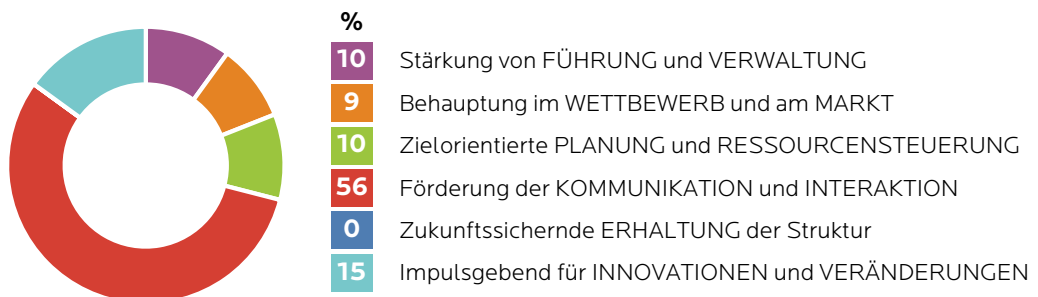 %
10 Stärkung von FÜHRUNG und VERWALTUNG
9 Behauptung im WETTBEWERB und am MARKT
10 Zielorientierte PLANUNG und RESSOURCENSTEUERUNG
56 Förderung der KOMMUNIKATION und INTERAKTION
0 Zukunftssichernde ERHALTUNG der Struktur
15 Impulsgebend für INNOVATIONEN und VERÄNDERUNGEN